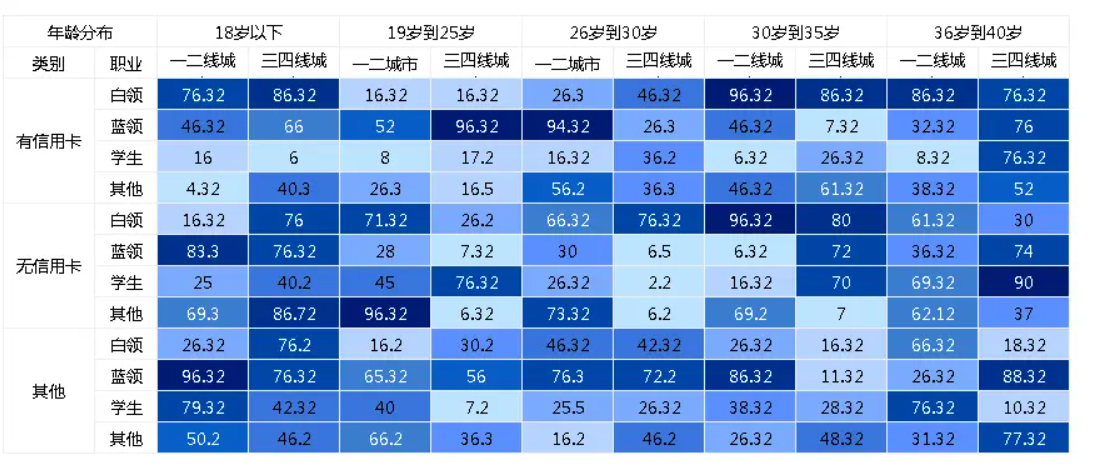 年龄分布 18岁以下 19岁到25岁 26岁到30岁 30岁到35岁 36岁到40岁
类别 职业 一二线城 三四线城 一二城市 三四线城 一二城市 三四线城 一二线城 三四线城 一二线城 三四线城
有信用卡 白领 76.32 86.32 16.32 16.32 26.3 46.32 96.32 86.32 86.32 76.32
蓝领 46.32 66 52 96.32 94.32 26.3 46.32 7.32 32.32 76
学生 16 6 8 17.2 16.32 36.2 6.32 26.32 8.32 76.32
其他 4.32 40.3 26.3 16.5 56.2 36.3 46.32 61.32 38.32 52
无信用卡 白领 16.32 76 71.32 26.2 66.32 76.32 96.32 80 61.32 30
蓝领 83.3 76.32 28 7.32 30 6.5 6.32 72 36.32 74
学生 25 40.2 45 76.32 26.32 2.2 16.32 70 69.32 90
其他 69.3 86.72 96.32 6.32 73.32 6.2 69.2 7 62.12 37
其他 白领 26.32 76.2 16.2 30.2 46.32 42.32 26.32 16.32 66.32 18.32
蓝领 96.32 76.32 65.32 56 76.3 72.2 86.32 11.32 26.32 88.32
学生 79.32 42.32 40 7.2 25.5 26.32 38.32 28.32 76.32 10.32
其他 50.2 46.2 66.2 36.3 16.2 46.2 26.32 48.32 31.32 77.32